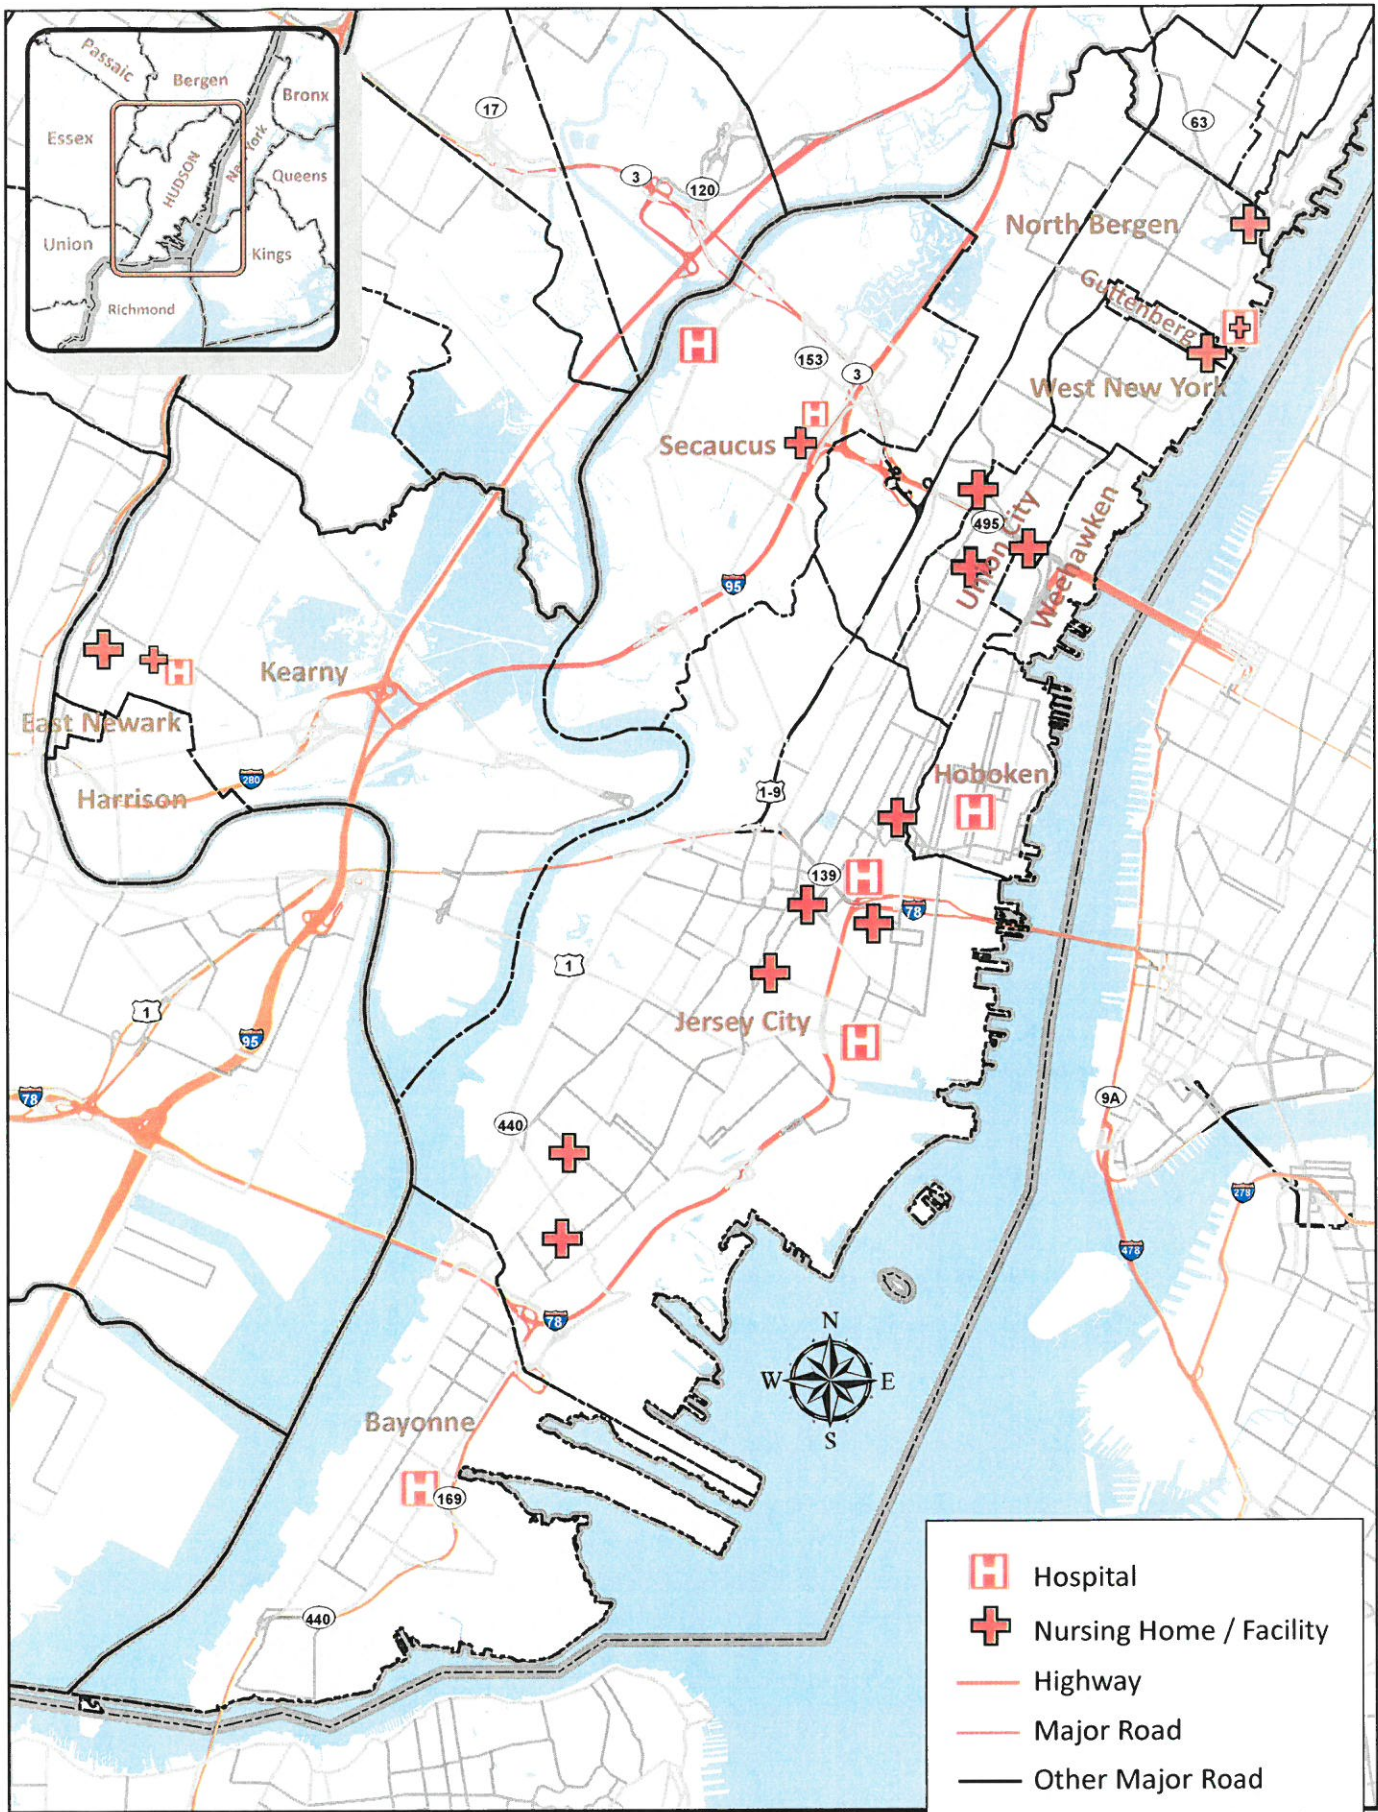 Passaic
Bergen
Bronx
Essex
HUDSON
New York
Queens
Union
Kings
Richmond
17
3
120
63
North Bergen
Guttenberg
153
3
West New York
Secaucus
495
Union City
Weehawken
95
Kearny
East Newark
280
Harrison
Hoboken
1-9
139
78
1
1
Jersey City
95
78
440
9A
278
478
78
N
W
E
S
Bayonne
169
440
H
H
H
H
H
H
H
H
H Hospital
Nursing Home / Facility
Highway
Major Road
Other Major Road